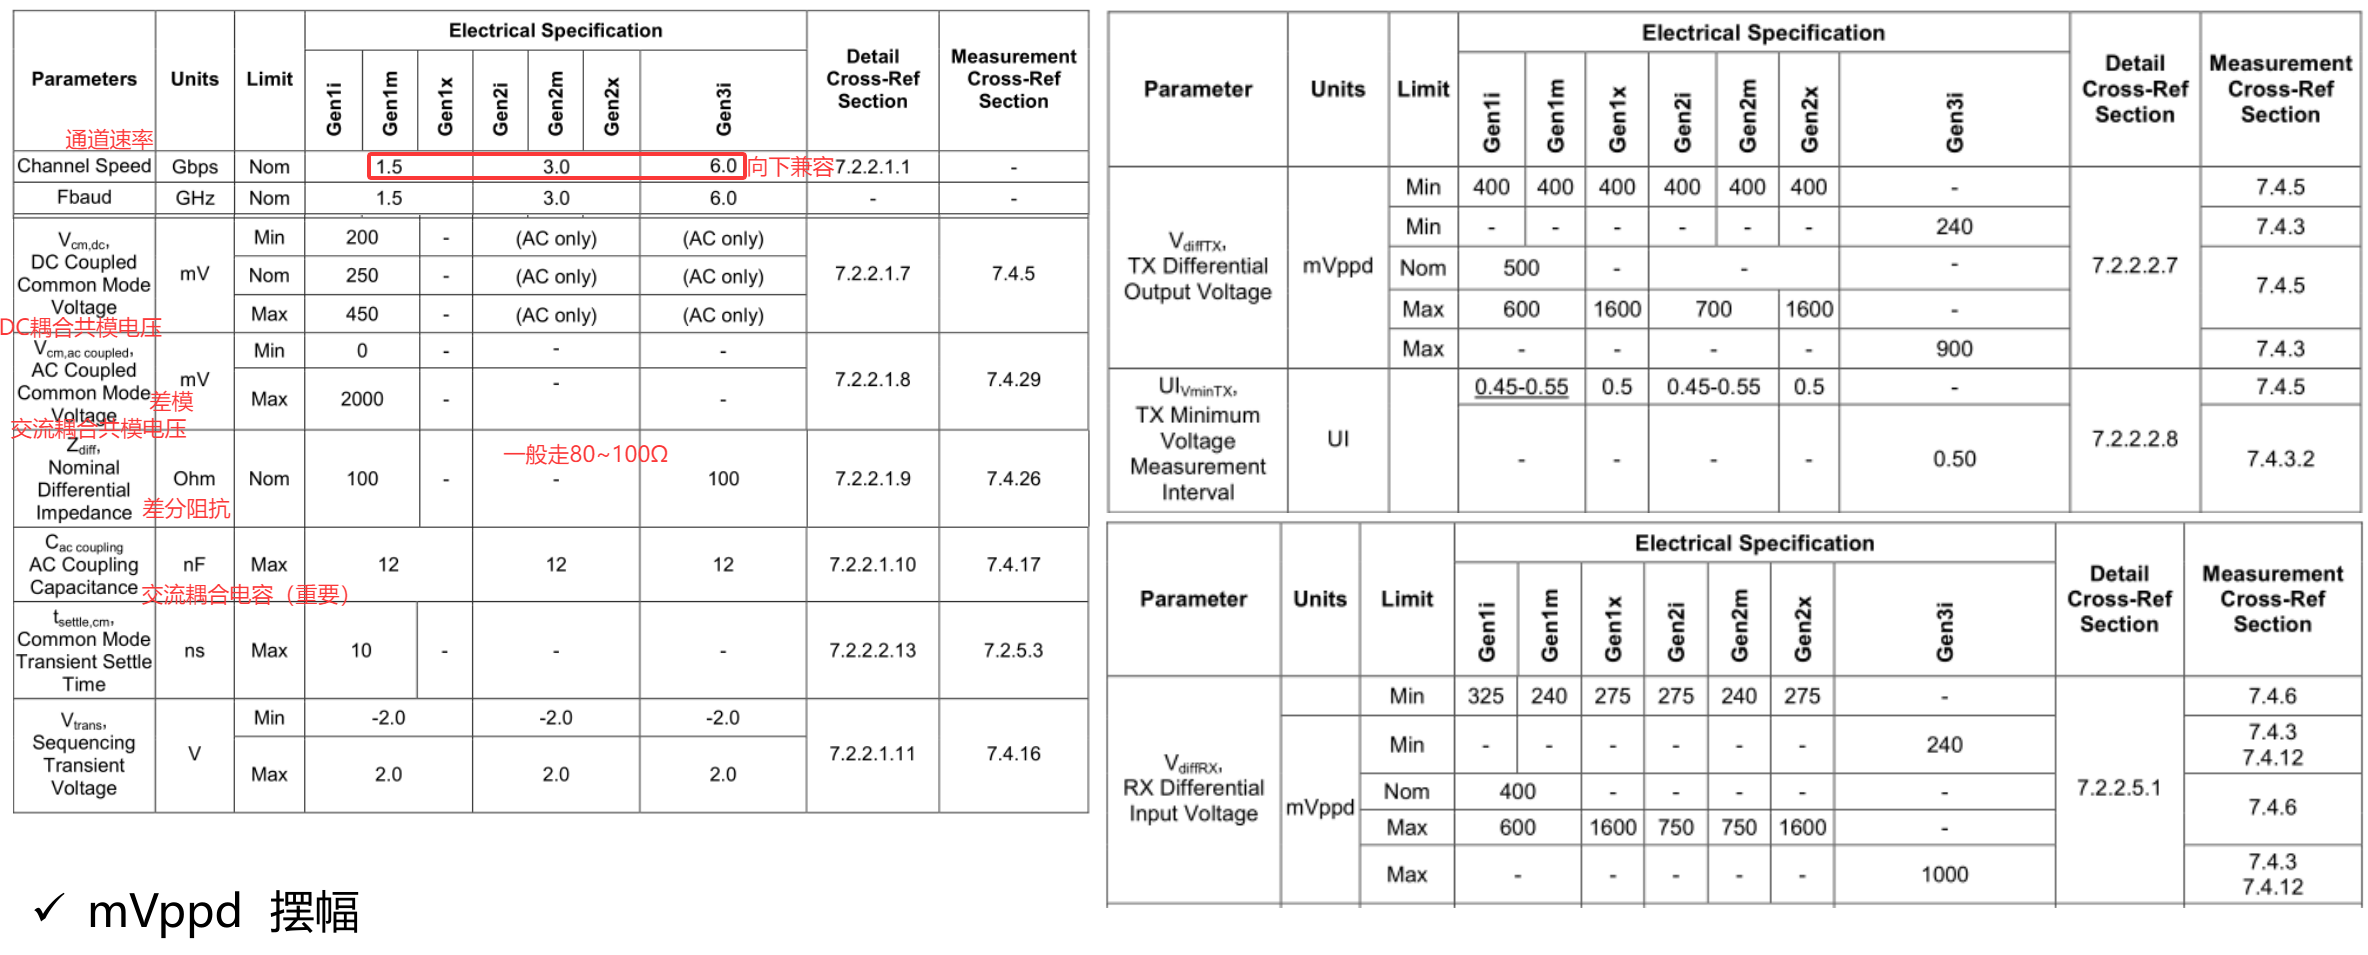 Parameters Units Limit Electrical Specification Detail Cross-Ref Section Measurement Cross-Ref Section
Gen1i Gen1m Gen1x Gen2i Gen2m Gen2x Gen3i
通道速率
Channel Speed Gbps Nom 1.5 3.0 6.0 向下兼容 7.2.2.1.1 -
Fbaud GHz Nom 1.5 3.0 6.0 - -
Vcm,dc, DC Coupled Common Mode Voltage mV Min 200 - (AC only) (AC only) 7.2.2.1.7 7.4.5
Nom 250 - (AC only) (AC only)
Max 450 - (AC only) (AC only)
DC耦合共模电压
Vcm,ac coupled, AC Coupled Common Mode Voltage mV Min 0 - - - 7.2.2.1.8 7.4.29
Max 2000 - - -
差模
交流耦合共模电压
Zdiff, Nominal Differential Impedance Ohm Nom 100 - - 100 7.2.2.1.9 7.4.26
一般走80~100Ω
差分阻抗
Cac coupling AC Coupling Capacitance nF Max 12 12 12 7.2.2.1.10 7.4.17
交流耦合电容（重要）
tsettle,cm, Common Mode Transient Settle Time ns Max 10 - - - 7.2.2.2.13 7.2.5.3
Vtrans, Sequencing Transient Voltage V Min -2.0 -2.0 -2.0 7.2.2.1.11 7.4.16
Max 2.0 2.0 2.0
✓ mVppd 摆幅
Parameter Units Limit Electrical Specification Detail Cross-Ref Section Measurement Cross-Ref Section
Gen1i Gen1m Gen1x Gen2i Gen2m Gen2x Gen3i
VdiffTX, TX Differential Output Voltage mVppd Min 400 400 400 400 400 400 - 7.2.2.2.7 7.4.5
Min - - - - - - 240 7.4.3
Nom 500 - - - 7.4.5
Max 600 1600 700 1600 -
Max - - - - 900 7.4.3
UIVminTX, TX Minimum Voltage Measurement Interval UI 0.45-0.55 0.5 0.45-0.55 0.5 - 7.2.2.2.8 7.4.5
- - - - 0.50 7.4.3.2
Parameter Units Limit Electrical Specification Detail Cross-Ref Section Measurement Cross-Ref Section
Gen1i Gen1m Gen1x Gen2i Gen2m Gen2x Gen3i
VdiffRX, RX Differential Input Voltage mVppd Min 325 240 275 275 240 275 - 7.2.2.5.1 7.4.6
Min - - - - - - 240 7.4.3 7.4.12
Nom 400 - - - - - 7.4.6
Max 600 1600 750 750 1600 -
Max - - - - - 1000 7.4.3 7.4.12